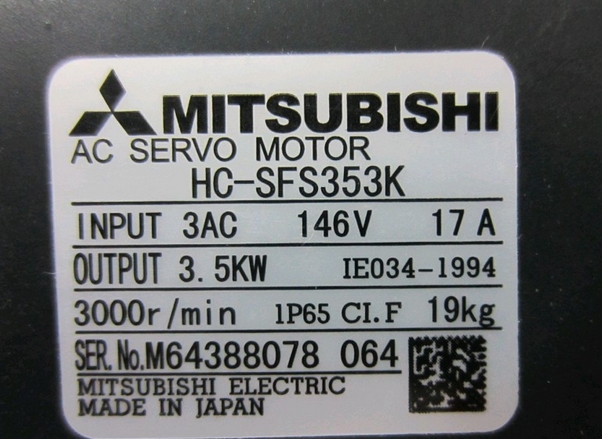 MITSUBISHI
AC SERVO MOTOR
HC-SFS353K
INPUT 3AC 146V 17 A
OUTPUT 3.5KW IE034-1994
3000r/min IP65 CI.F 19kg
SER.No.M64388078 064
MITSUBISHI ELECTRIC
MADE IN JAPAN